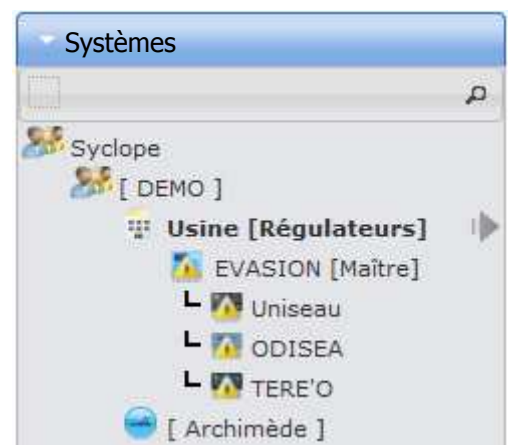 Systèmes
Syclope
[ DEMO ]
Usine [Régulateurs]
EVASION [Maître]
Uniseau
ODISEA
TERE'O
[ Archimède ]